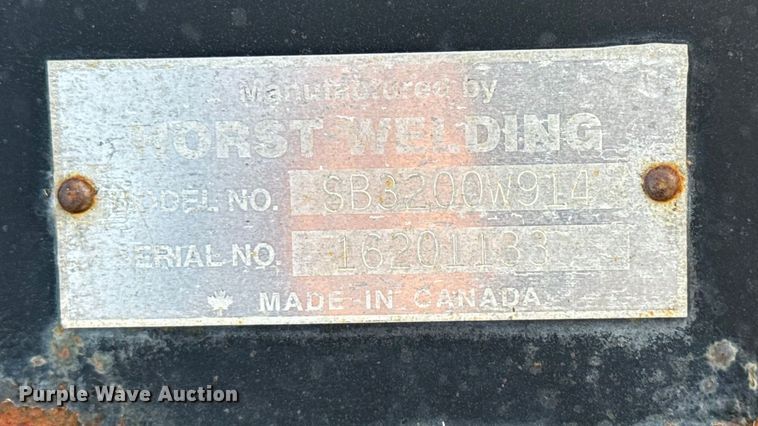 Manufactured by
HORST WELDING
MODEL NO. SB3200W914
SERIAL NO. 16201133
MADE IN CANADA
Purple Wave Auction